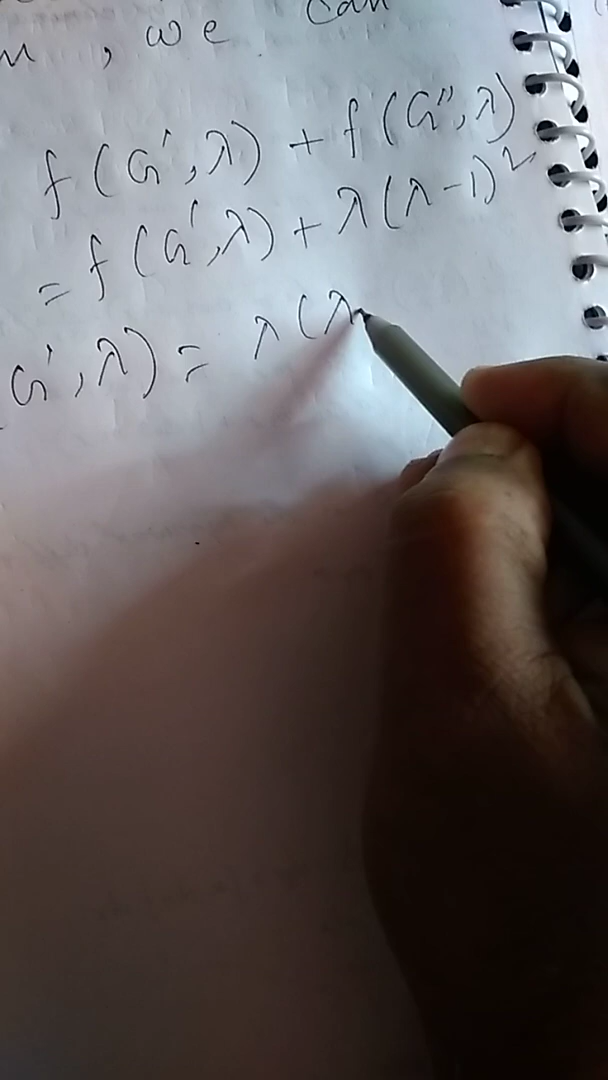 , we can
f(G', λ) + f(G'', λ)
= f(G', λ) + λ(λ-1)²
G', λ) = λ(λ